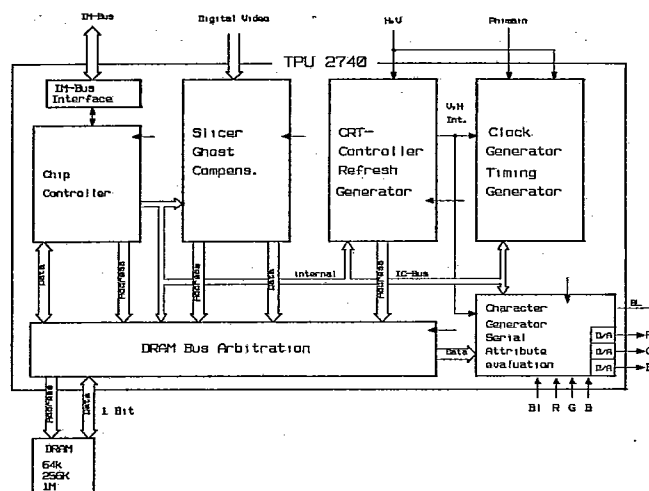 IM-Bus
Digital Video
H&V
Phimain
TPU 2740
IM-Bus
Interface
Chip
Controller
Slicer
Ghost
Compens.
CRT-
Controller
Refresh
Generator
V&H
Int.
Clock
Generator
Timing
Generator
Data
Address
Address
Data
internal
Address
IC-Bus
DRAM Bus Arbitration
Data
Character
Generator
Serial
Attribute
evaluation
D/A
D/A
D/A
BL
BI R G B
Address
Data
1 Bit
DRAM
64K
256K
1M